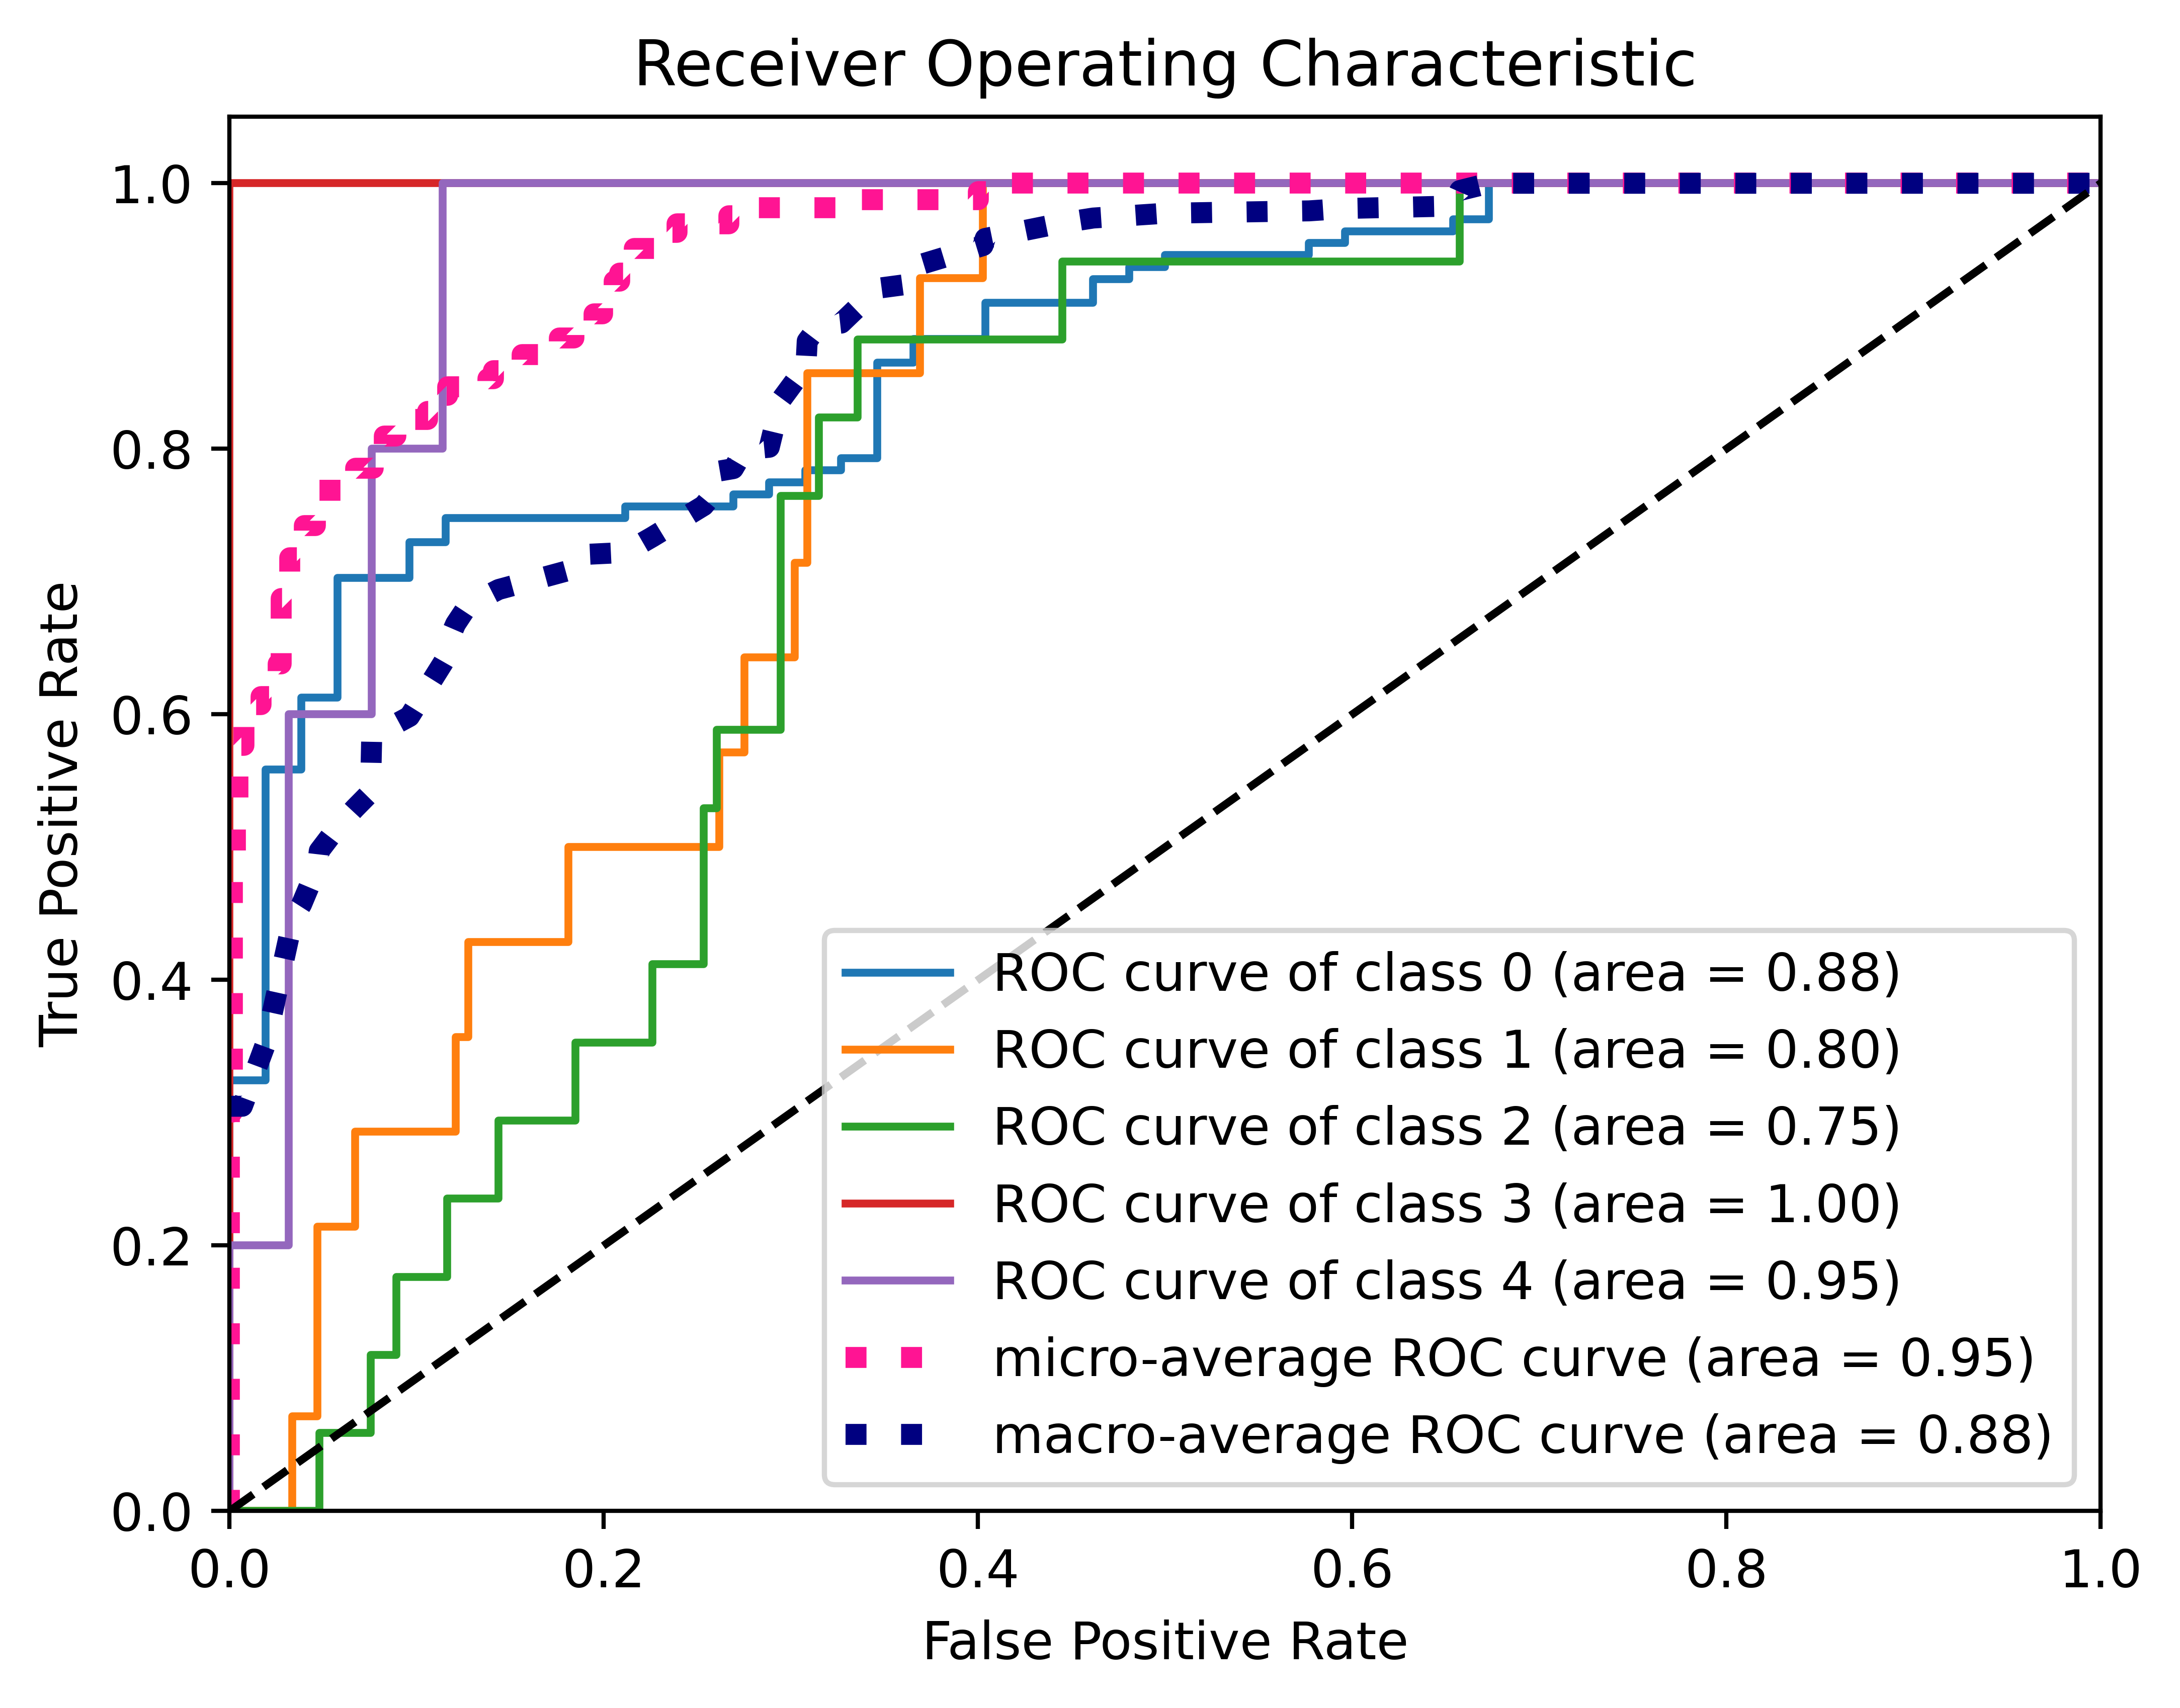 Receiver Operating Characteristic
1.0
0.8
0.6
0.4
0.2
0.0
True Positive Rate
ROC curve of class 0 (area = 0.88)
ROC curve of class 1 (area = 0.80)
ROC curve of class 2 (area = 0.75)
ROC curve of class 3 (area = 1.00)
ROC curve of class 4 (area = 0.95)
micro-average ROC curve (area = 0.95)
macro-average ROC curve (area = 0.88)
0.0 0.2 0.4 0.6 0.8 1.0
False Positive Rate